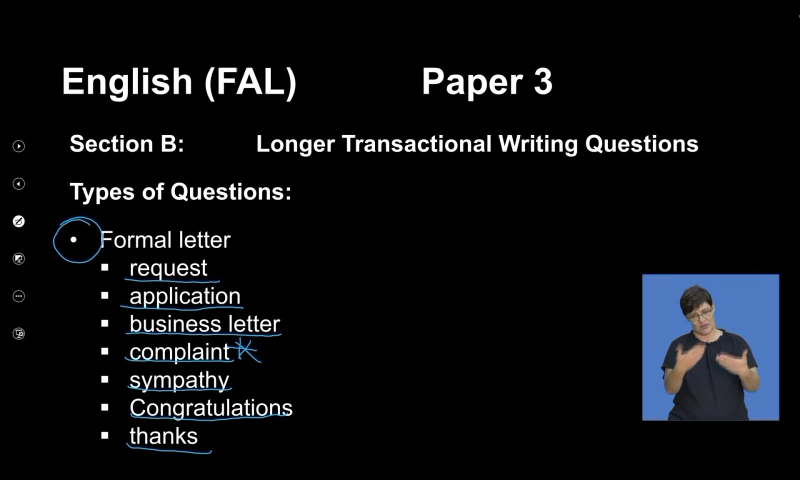 English (FAL) Paper 3
Section B: Longer Transactional Writing Questions
Types of Questions:
• Formal letter
▪ request
▪ application
▪ business letter
▪ complaint *
▪ sympathy
▪ Congratulations
▪ thanks